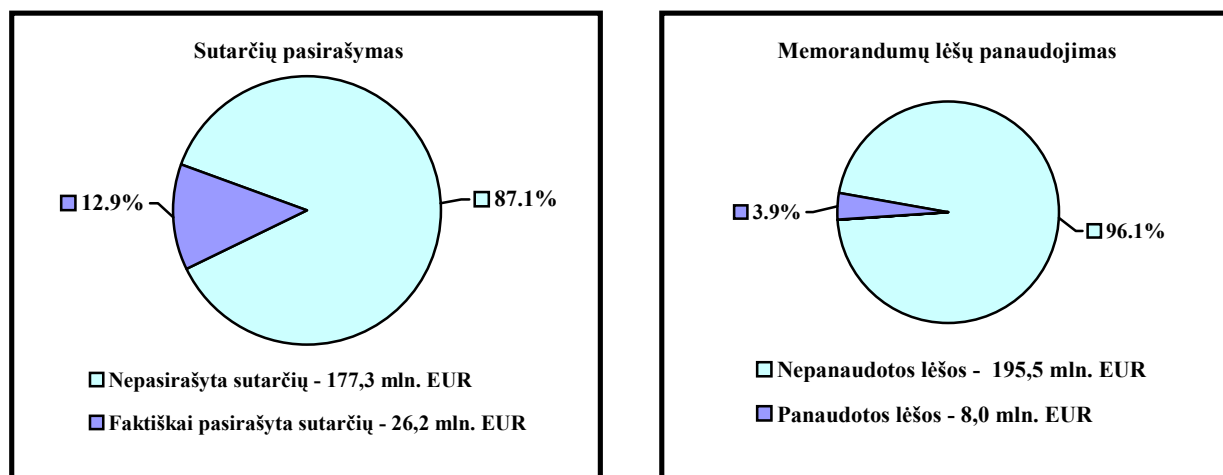 Sutarčių pasirašymas
12.9%
87.1%
Nepasirašyta sutarčių - 177,3 mln. EUR
Faktiškai pasirašyta sutarčių - 26,2 mln. EUR
Memorandumų lėšų panaudojimas
3.9%
96.1%
Nepanaudotos lėšos - 195,5 mln. EUR
Panaudotos lėšos - 8,0 mln. EUR